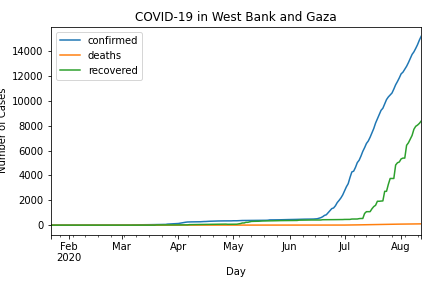 COVID-19 in West Bank and Gaza
confirmed
deaths
recovered
14000
12000
10000
8000
6000
4000
2000
0
Number of Cases
Feb Mar Apr May Jun Jul Aug
2020
Day